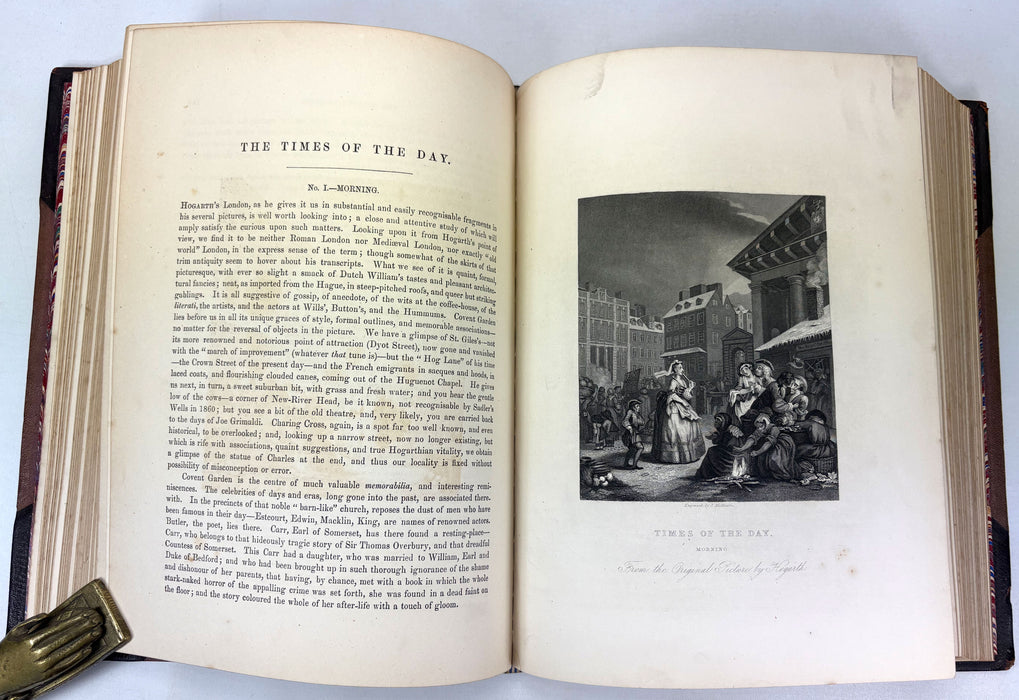 THE TIMES OF THE DAY.
No. I.—MORNING.
HOGARTH'S London, as he gives it us in substantial and easily recognisable fragments in
his several pictures, is well worth looking into; a close and attentive study of which will
amply satisfy the curious upon such matters. Looking upon it from Hogarth's point of
view, we find it to be neither Roman London nor Mediæval London, nor exactly "old
world" London, in the express sense of the term; though somewhat of the skirts of that
trim antiquity seem to hover about his transcripts. What we see of it is quaint, formal,
picturesque, with ever so slight a smack of Dutch William's tastes and pleasant architec-
tural fancies; neat, as imported from the Hague, in steep-pitched roofs, and queer but striking
gublings. It is all suggestive of gossip, of anecdote, of the wits at the coffee-house, of the
literati, the artists, and the actors at Wills', Button's, and the Hummums. Covent Garden
lies before us in all its unique graces of style, formal outlines, and memorable associations—
no matter for the reversal of objects in the picture. We have a glimpse of St. Giles's—not
its more renowned and notorious point of attraction (Dyot Street), now gone and vanished
with the "march of improvement" (whatever that tune is)—but the "Hog Lane" of his time
—the Crown Street of the present day—and the French emigrants in sacques and hoods, in
laced coats, and flourishing clouded canes, coming out of the Huguenot Chapel. He gives
us next, in turn, a sweet suburban bit, with grass and fresh water; and you hear the gentle
low of the cows—a corner of New-River Head, be it known, not recognisable by Sadler's
Wells in 1860; but you see a bit of the old theatre, and, very likely, you are carried back
to the days of Joe Grimaldi. Charing Cross, again, is a spot far too well known, and even
historical, to be overlooked; and, looking up a narrow street, now no longer existing, but
which is rife with associations, quaint suggestions, and true Hogarthian vitality, we obtain
a glimpse of the statue of Charles at the end, and thus our locality is fixed without
possibility of misconception or error.
Covent Garden is the centre of much valuable memorabilia, and interesting remi-
niscences. The celebrities of days and eras, long gone into the past, are associated there-
with. In the precincts of that noble "barn-like" church, reposes the dust of men who have
been famous in their day—Estcourt, Edwin, Macklin, King, are names of renowned actors.
Butler, the poet, lies there. Carr, Earl of Somerset, has there found a resting-place—
Carr, who belongs to that hideously tragic story of Sir Thomas Overbury, and that dreadful
Countess of Somerset. This Carr had a daughter, who was married to William, Earl and
Duke of Bedford; and who had been brought up in such thorough ignorance of the shame
and dishonour of her parents, that having, by chance, met with a book in which the whole
stark-naked horror of the appalling crime was set forth, she was found in a dead faint on
the floor; and the story coloured the whole of her after-life with a touch of gloom.
Engraved by
TIMES OF THE DAY.
MORNING
From the Original Picture by Hogarth.